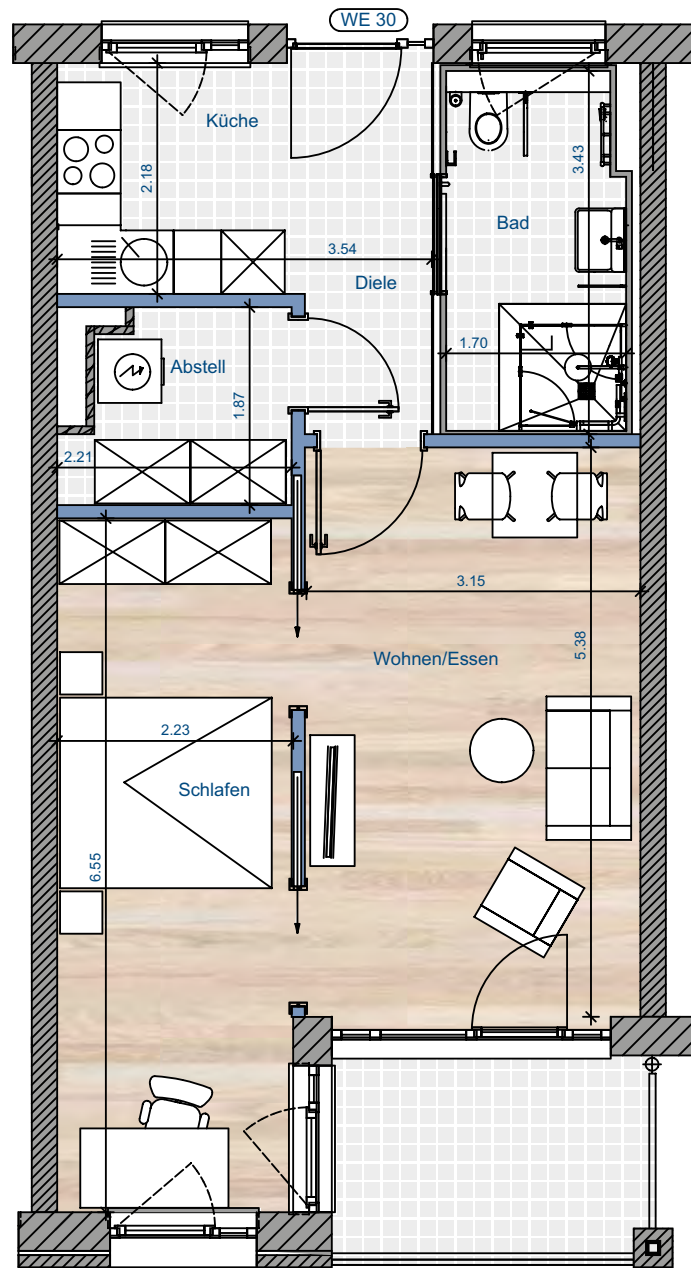 WE 30
Küche
3.43
2.18
Bad
3.54
Diele
1.70
Abstell
1.87
2.21
3.15
5.38
Wohnen/Essen
2.23
Schlafen
6.55